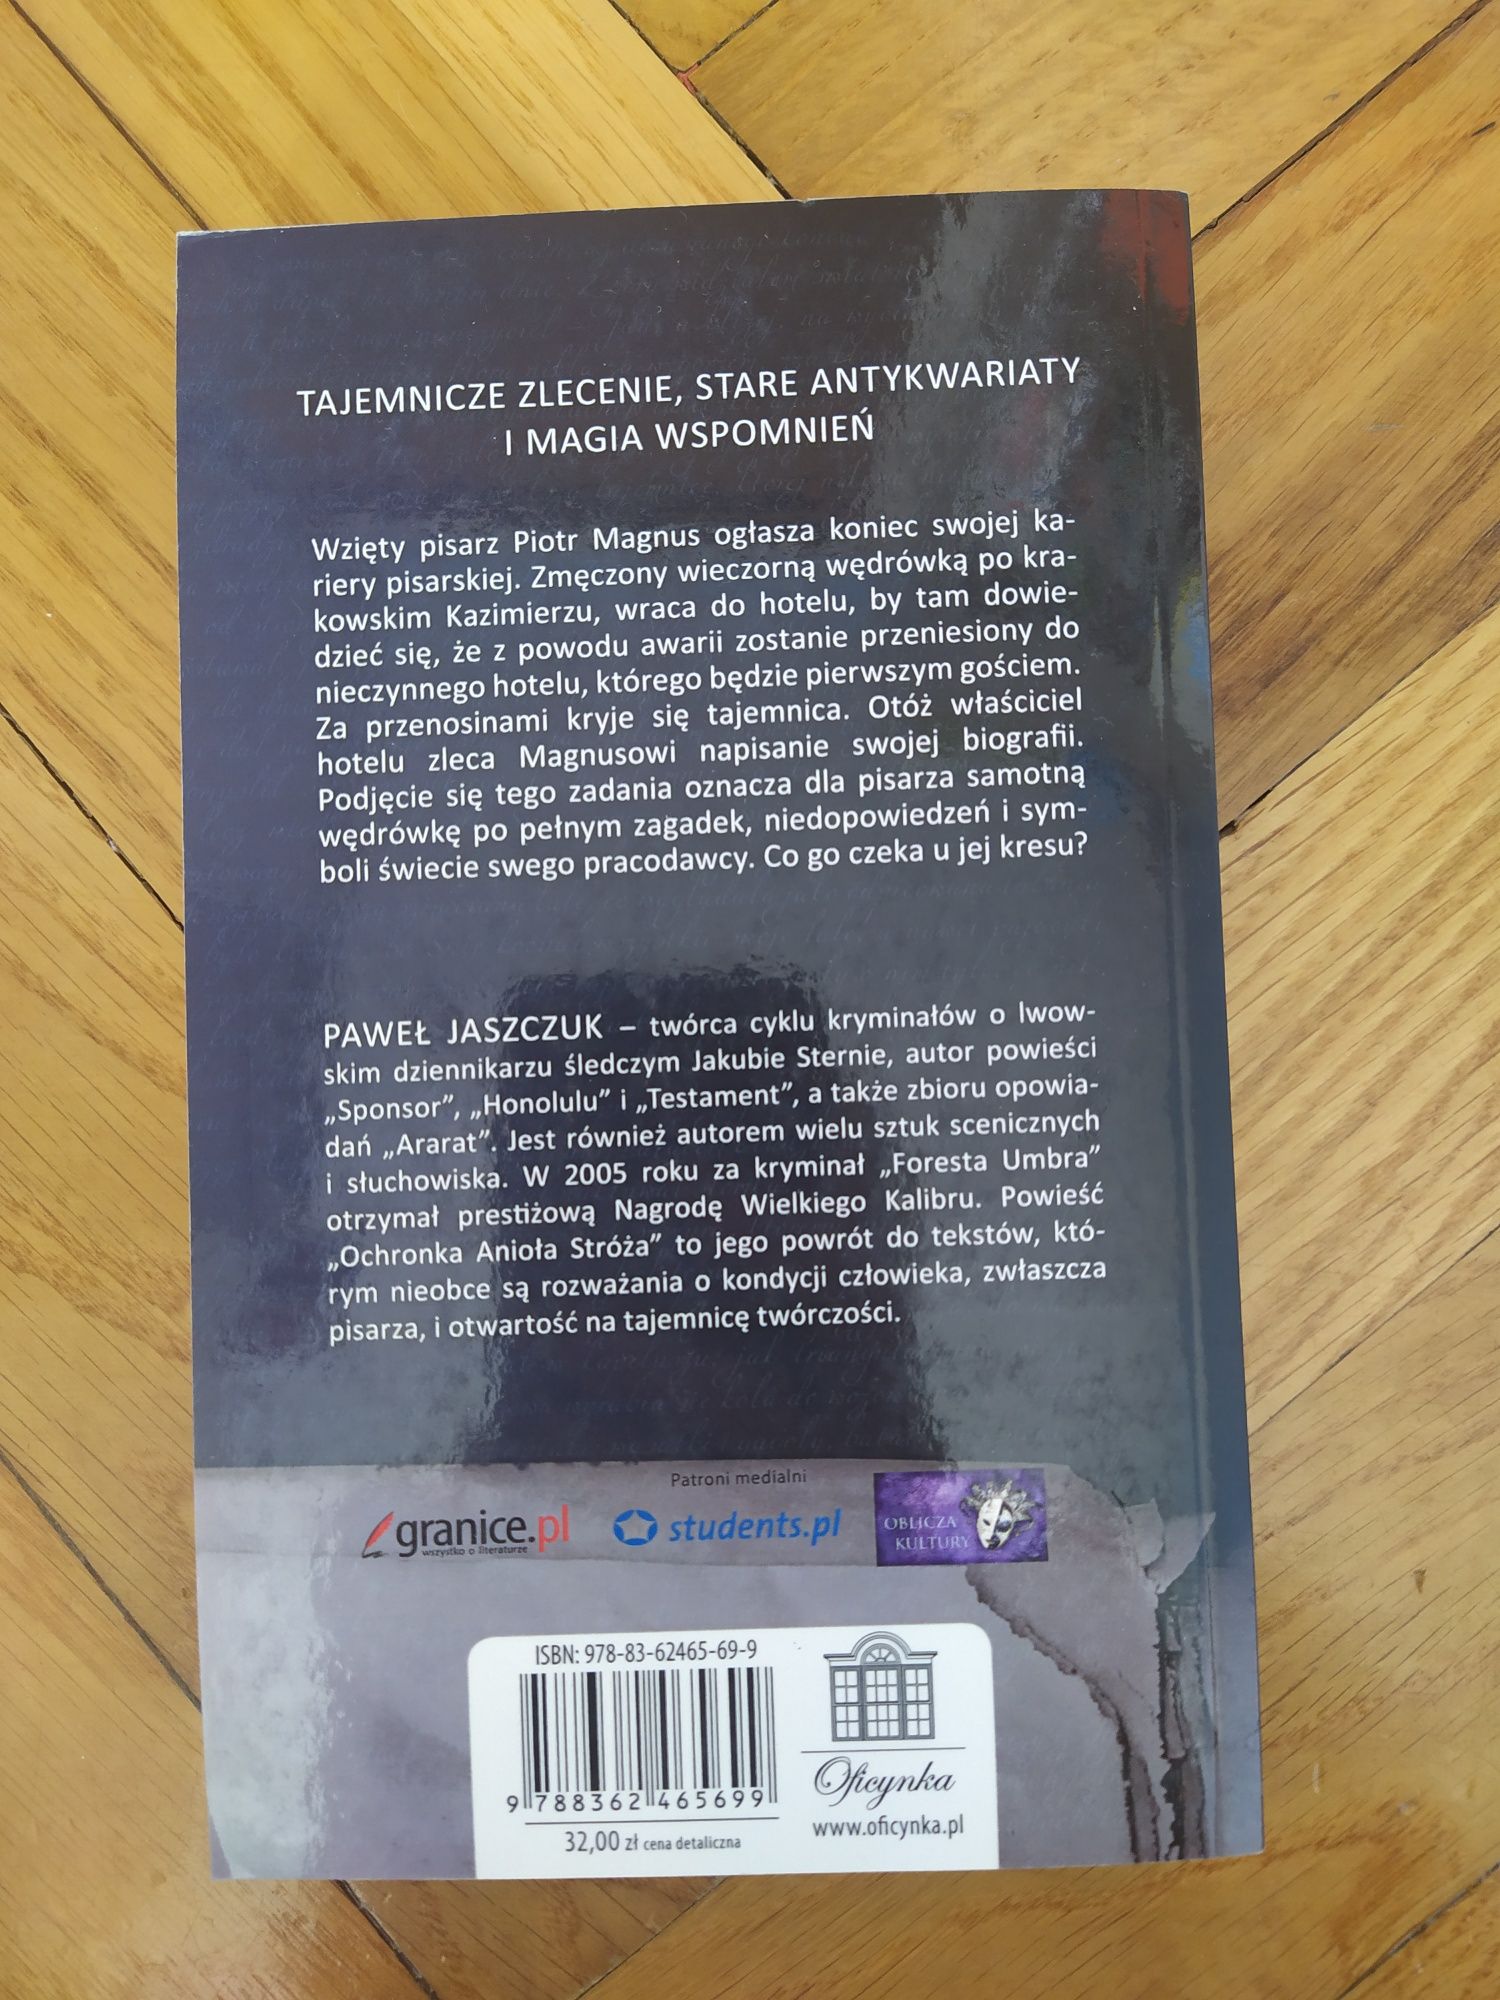 TAJEMNICZE ZLECENIE, STARE ANTYKWARIATY
I MAGIA WSPOMNIEŃ
Wzięty pisarz Piotr Magnus ogłasza koniec swojej ka-
riery pisarskiej. Zmęczony wieczorną wędrówką po kra-
kowskim Kazimierzu, wraca do hotelu, by tam dowie-
dzieć się, że z powodu awarii zostanie przeniesiony do
nieczynnego hotelu, którego będzie pierwszym gościem.
Za przenosinami kryje się tajemnica. Otóż właściciel
hotelu zleca Magnusowi napisanie swojej biografii.
Podjęcie się tego zadania oznacza dla pisarza samotną
wędrówkę po pełnym zagadek, niedopowiedzeń i sym-
boli świecie swego pracodawcy. Co go czeka u jej kresu?
PAWEŁ JASZCZUK – twórca cyklu kryminałów o lwow-
skim dziennikarzu śledczym Jakubie Sternie, autor powieści
„Sponsor”, „Honolulu” i „Testament”, a także zbioru opowia-
dań „Ararat”. Jest również autorem wielu sztuk scenicznych
i słuchowiska. W 2005 roku za kryminał „Foresta Umbra”
otrzymał prestiżową Nagrodę Wielkiego Kalibru. Powieść
„Ochronka Anioła Stróża” to jego powrót do tekstów, któ-
rym nieobce są rozważania o kondycji człowieka, zwłaszcza
pisarza, i otwartość na tajemnicę twórczości.
Patroni medialni
granice.pl
wszystko o literaturze
students.pl
OBLICZA
KULTURY
ISBN: 978-83-62465-69-9
9 788362 465699
32,00 zł cena detaliczna
Oficynka
www.oficynka.pl